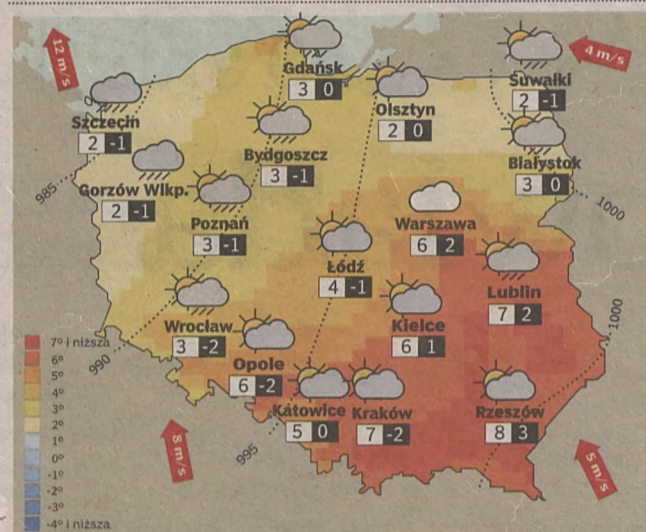 12 m/s
4 m/s
Gdańsk
3 0
Suwałki
2 -1
Szczecin
2 -1
Olsztyn
2 0
Bydgoszcz
3 -1
Białystok
3 0
985
Gorzów Wlkp.
2 -1
1000
Poznań
3 -1
Warszawa
6 2
Łódź
4 -1
Lublin
7 2
Wrocław
3 -2
Kielce
6 1
1000
990
Opole
6 -2
Katowice
5 0
Kraków
7 -2
Rzeszów
8 3
995
8 m/s
5 m/s
7° i niższa
6°
5°
4°
3°
2°
1°
0°
-1°
-2°
-3°
-4° i niższa